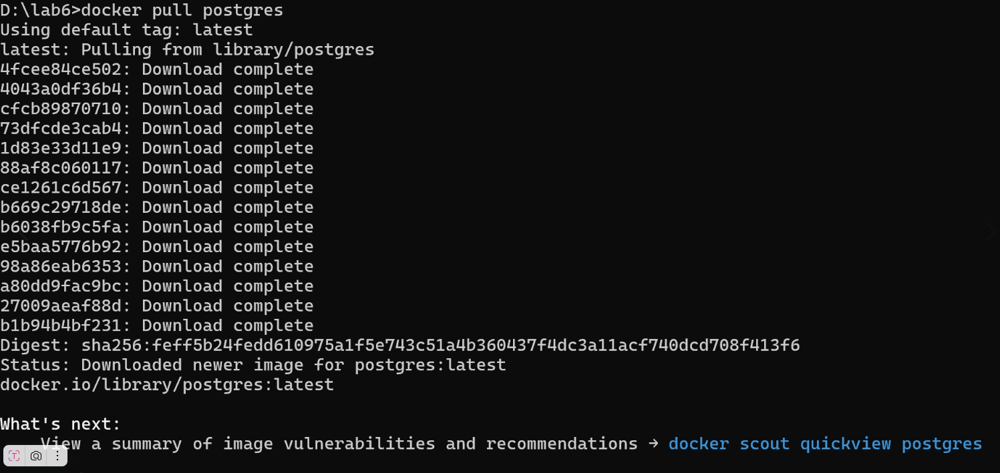 D:\lab6>docker pull postgres
Using default tag: latest
latest: Pulling from library/postgres
4fcee84ce502: Download complete
4043a0df36b4: Download complete
cfcb89870710: Download complete
73dfcde3cab4: Download complete
1d83e33d11e9: Download complete
88af8c060117: Download complete
ce1261c6d567: Download complete
b669c29718de: Download complete
b6038fb9c5fa: Download complete
e5baa5776b92: Download complete
98a86eab6353: Download complete
a80dd9fac9bc: Download complete
27009aeaf88d: Download complete
b1b94b4bf231: Download complete
Digest: sha256:feff5b24fedd610975a1f5e743c51a4b360437f4dc3a11acf740dcd708f413f6
Status: Downloaded newer image for postgres:latest
docker.io/library/postgres:latest
What's next:
View a summary of image vulnerabilities and recommendations → docker scout quickview postgres